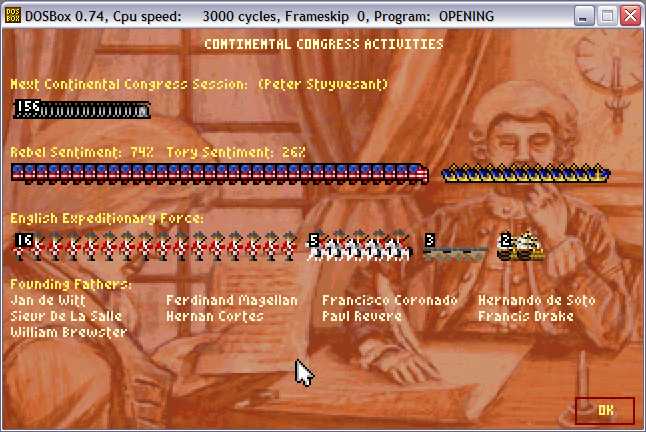 DOSBox 0.74, Cpu speed: 3000 cycles, Frameskip 0, Program: OPENING
CONTINENTAL CONGRESS ACTIVITIES
Next Continental Congress Session: (Peter Stuyvesant)
156
Rebel Sentiment: 74% Tory Sentiment: 26%
English Expeditionary Force:
16 5 3 2
Founding Fathers:
Jan de Witt Ferdinand Magellan Francisco Coronado Hernando de Soto
Sieur De La Salle Hernan Cortes Paul Revere Francis Drake
William Brewster
OK